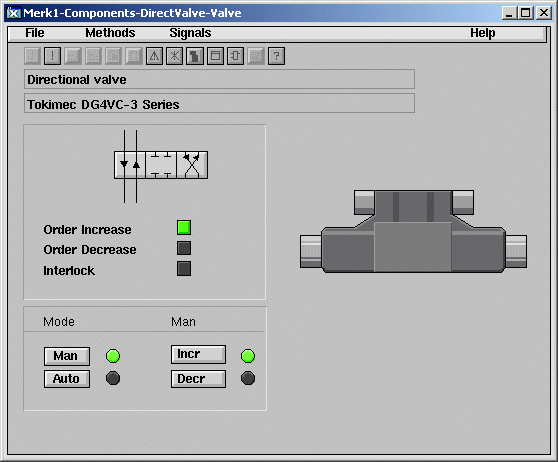 Merk1-Components-DirectValve-Valve
File Methods Signals Help
! ?
Directional valve
Tokimec DG4VC-3 Series
Order Increase
Order Decrease
Interlock
Mode Man
Man Incr
Auto Decr